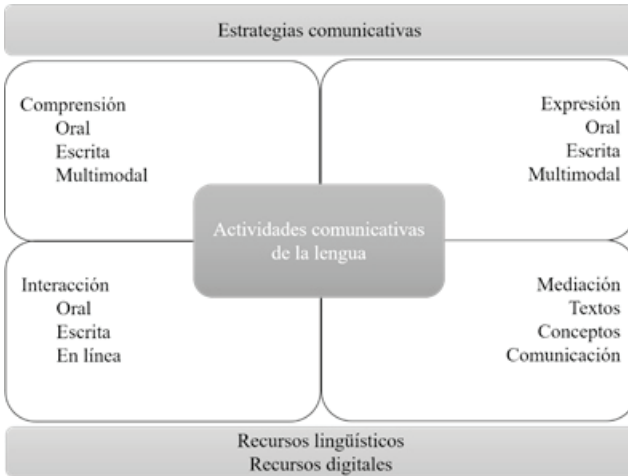 Estrategias comunicativas
Comprensión
Oral
Escrita
Multimodal
Expresión
Oral
Escrita
Multimodal
Actividades comunicativas
de la lengua
Interacción
Oral
Escrita
En línea
Mediación
Textos
Conceptos
Comunicación
Recursos lingüísticos
Recursos digitales